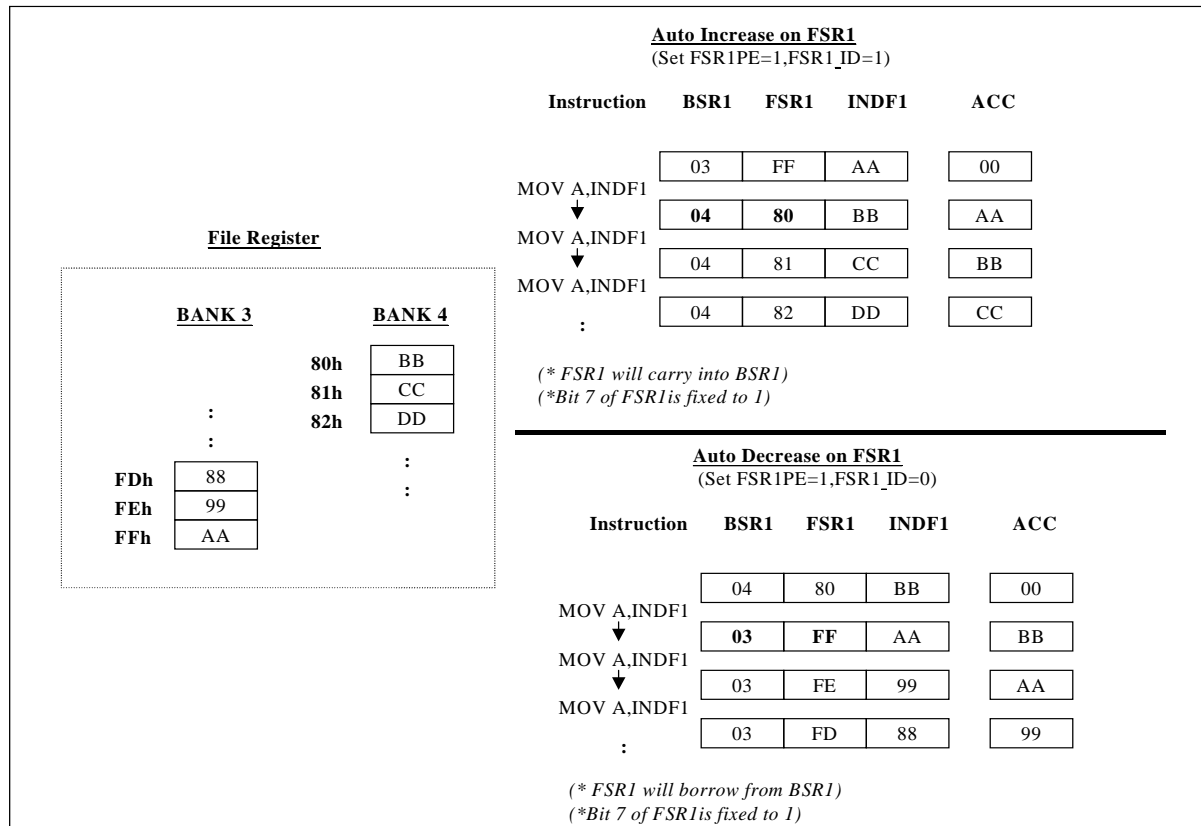 File Register
BANK 3 BANK 4
80h BB
81h CC
: 82h DD
: :
FDh 88 :
FEh 99
FFh AA
Auto Increase on FSR1
(Set FSR1PE=1,FSR1_ID=1)
Instruction BSR1 FSR1 INDF1 ACC
03 FF AA 00
MOV A,INDF1
04 80 BB AA
MOV A,INDF1
04 81 CC BB
MOV A,INDF1
04 82 DD CC
:
(* FSR1 will carry into BSR1)
(*Bit 7 of FSR1is fixed to 1)
Auto Decrease on FSR1
(Set FSR1PE=1,FSR1_ID=0)
Instruction BSR1 FSR1 INDF1 ACC
04 80 BB 00
MOV A,INDF1
03 FF AA BB
MOV A,INDF1
03 FE 99 AA
MOV A,INDF1
03 FD 88 99
:
(* FSR1 will borrow from BSR1)
(*Bit 7 of FSR1is fixed to 1)